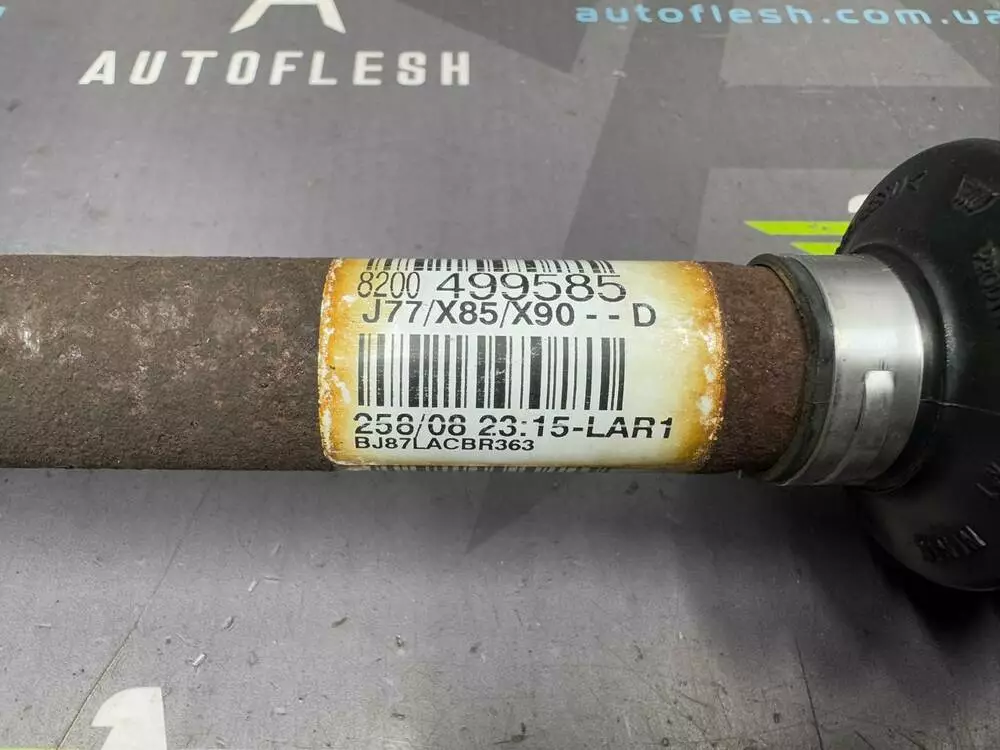 AUTOFLESH
autoflesh.com.ua
8200 499585
J77/X85/X90 - - D
258/08 23:15-LAR1
BJ87LACBR363